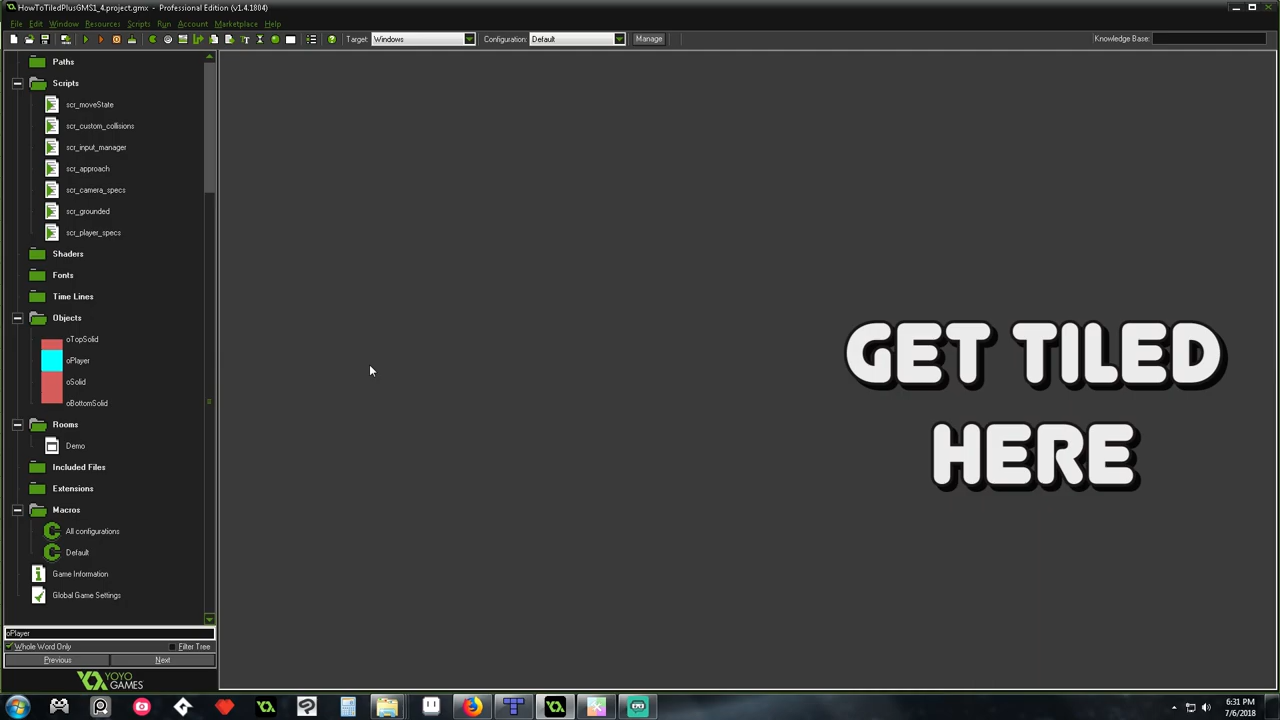 HowToTiledPlusGMS1_4.project.gmx - Professional Edition (v1.4.1804)
File Edit Window Resources Scripts Run Account Marketplace Help
Target: Windows Configuration: Default Manage Knowledge Base:
Paths
Scripts
scr_moveState
scr_custom_collisions
scr_input_manager
scr_approach
scr_camera_specs
scr_grounded
scr_player_specs
Shaders
Fonts
Time Lines
Objects
oTopSolid
oPlayer
oSolid
oBottomSolid
Rooms
Demo
Included Files
Extensions
Macros
All configurations
Default
Game Information
Global Game Settings
oPlayer
Whole Word Only Filter Tree
Previous Next
YOYO
GAMES
GET TILED
HERE
6:31 PM
7/6/2018